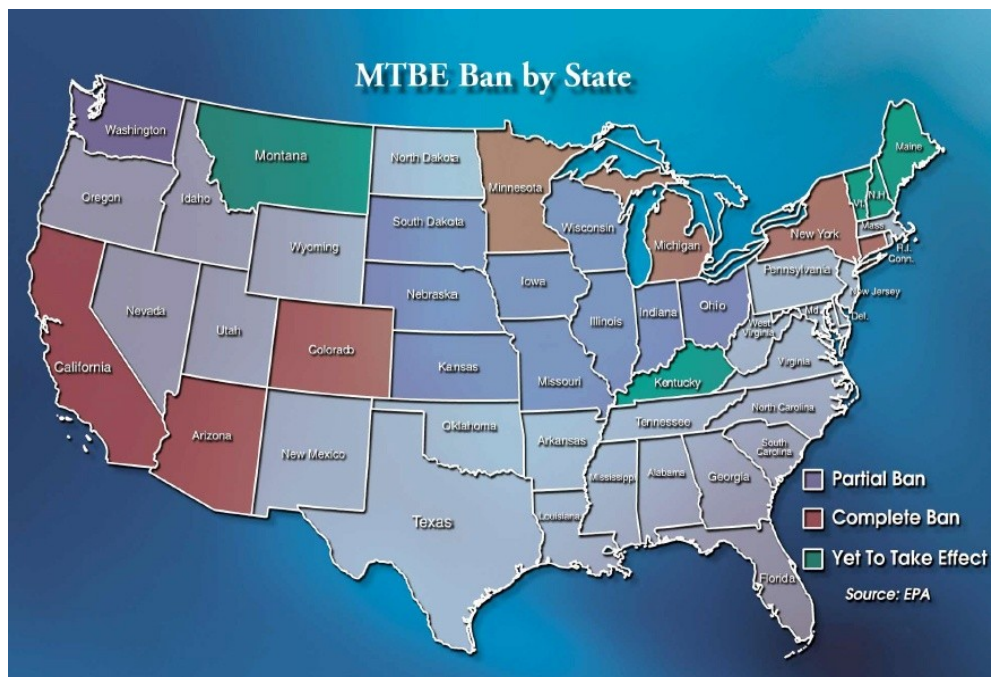 MTBE Ban by State
Washington
Montana
North Dakota
Minnesota
Maine
Oregon
Idaho
Wyoming
South Dakota
Wisconsin
Michigan
New York
Vt.
N.H.
Mass.
R.I.
Conn.
Nevada
Utah
Colorado
Nebraska
Iowa
Illinois
Indiana
Ohio
Pennsylvania
New Jersey
Md.
Del.
West
Virginia
Virginia
California
Kansas
Missouri
Kentucky
Arizona
New Mexico
Oklahoma
Arkansas
Tennessee
North Carolina
South
Carolina
Mississippi
Alabama
Georgia
Texas
Louisiana
Florida
Partial Ban
Complete Ban
Yet To Take Effect
Source: EPA